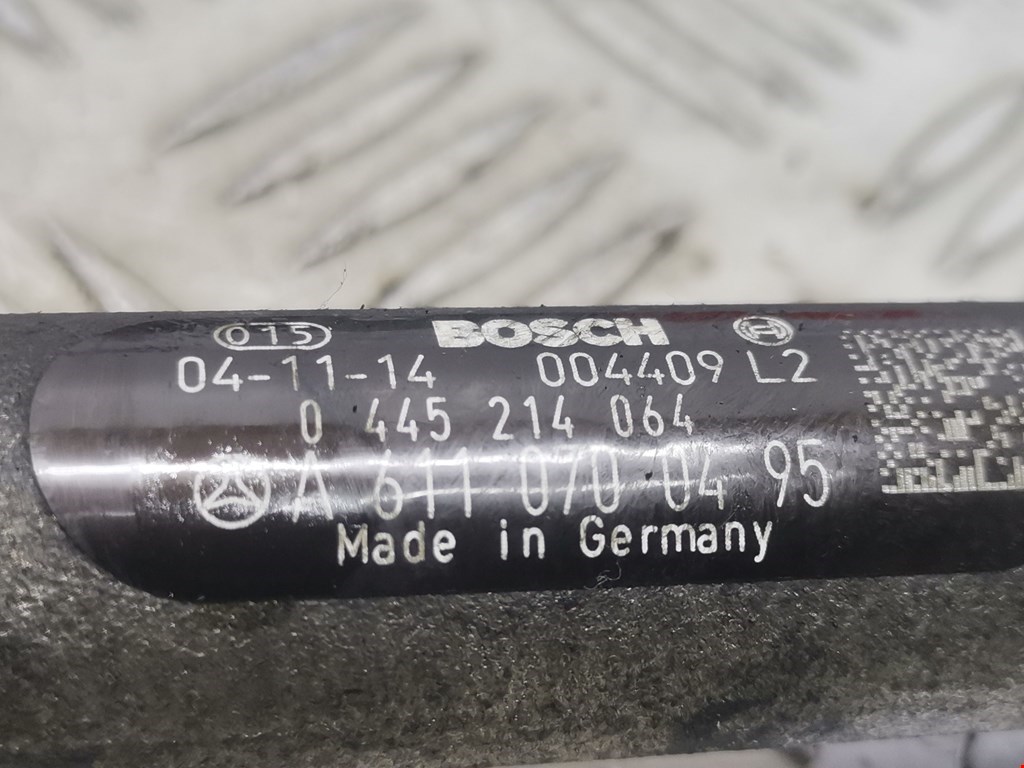 015 BOSCH
04-11-14 004409 L2
0 445 214 064
A 611 070 04 95
Made in Germany